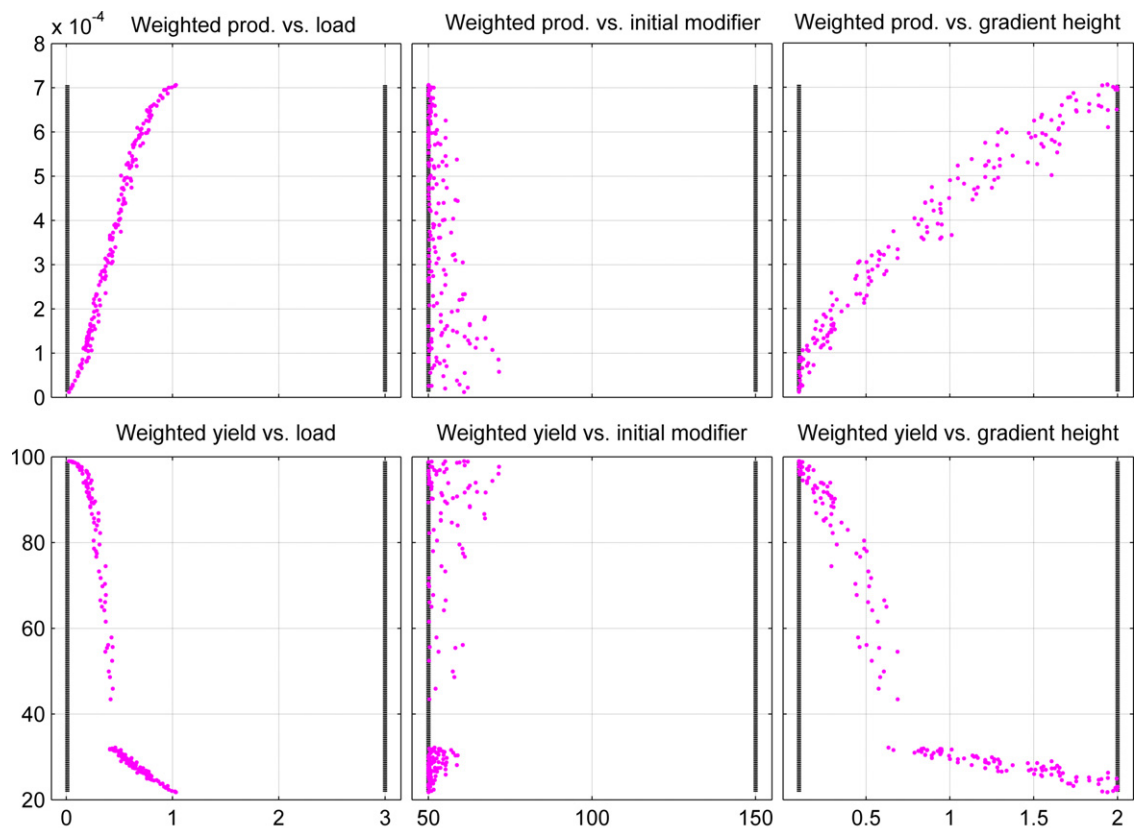 x 10⁻⁴
Weighted prod. vs. load
Weighted prod. vs. initial modifier
Weighted prod. vs. gradient height
8
7
6
5
4
3
2
1
0
Weighted yield vs. load
Weighted yield vs. initial modifier
Weighted yield vs. gradient height
100
80
60
40
20
0 1 2 3
50 100 150
0.5 1 1.5 2